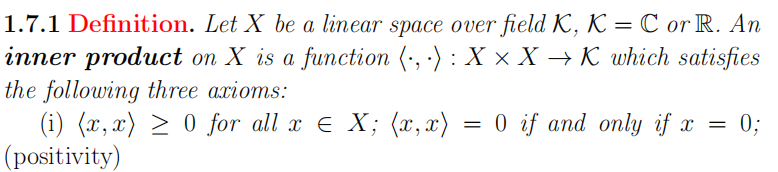 1.7.1 Definition. Let X be a linear space over field 𝒦, 𝒦 = ℂ or ℝ. An
inner product on X is a function ⟨·, ·⟩ : X × X → 𝒦 which satisfies
the following three axioms:
(i) ⟨x, x⟩ ≥ 0 for all x ∈ X; ⟨x, x⟩ = 0 if and only if x = 0;
(positivity)